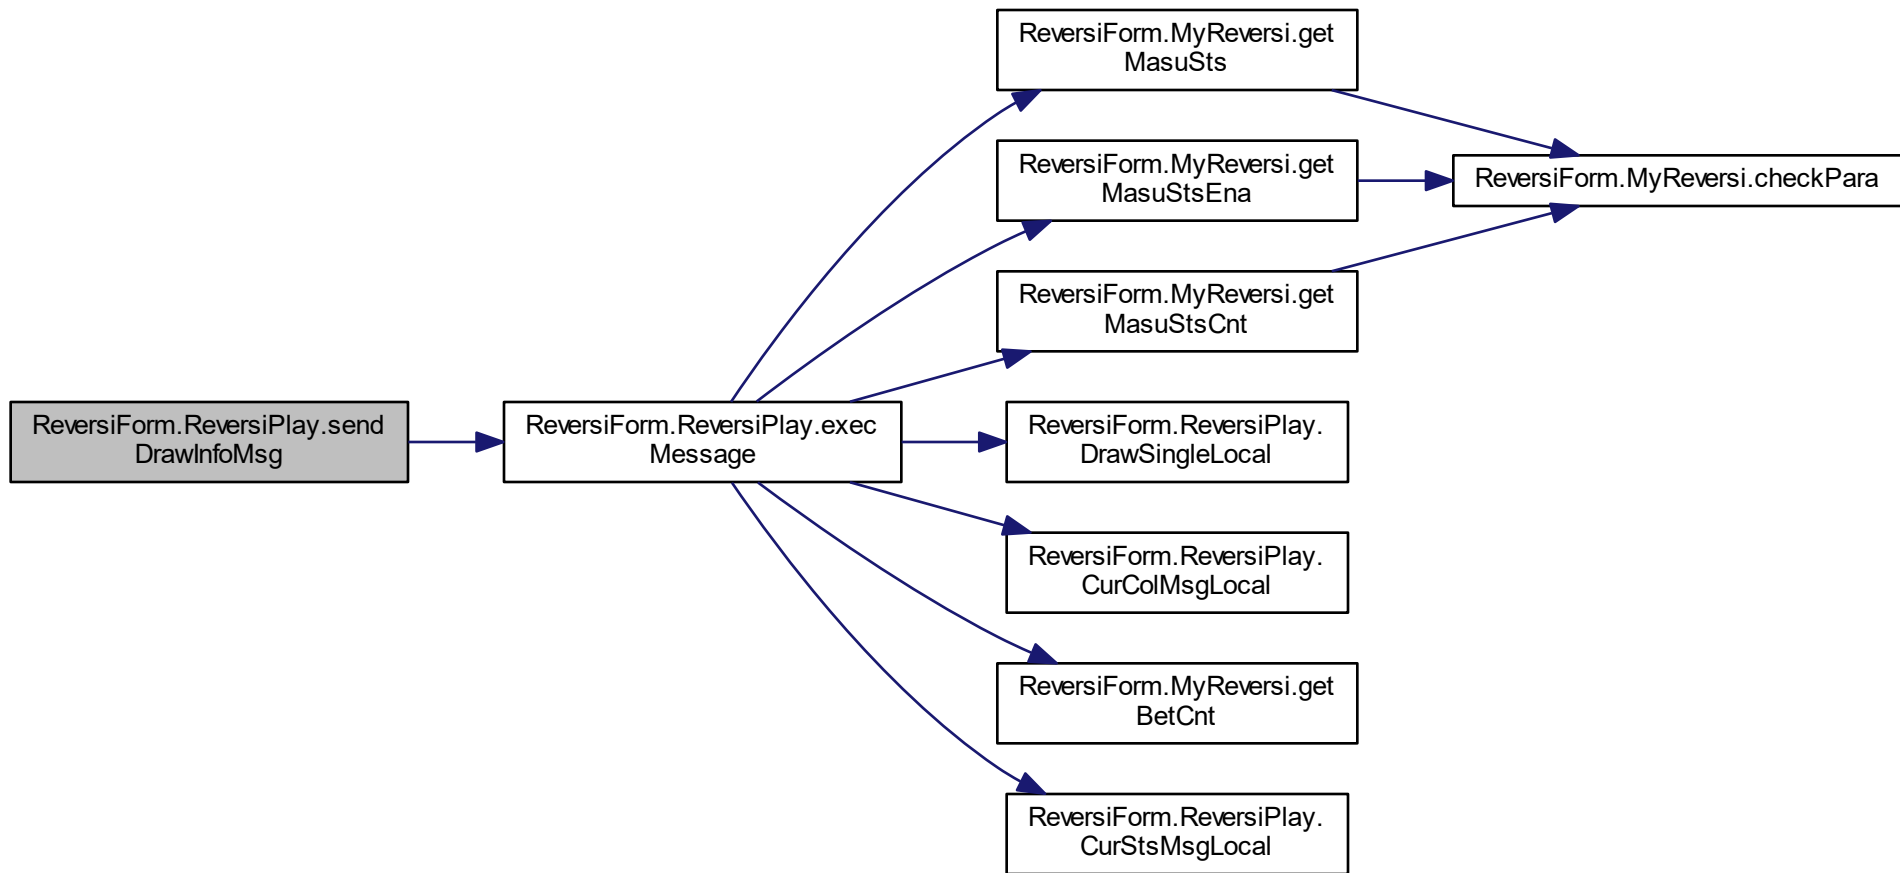 ReversiForm.ReversiPlay.send
DrawInfoMsg
ReversiForm.ReversiPlay.exec
Message
ReversiForm.MyReversi.get
MasuSts
ReversiForm.MyReversi.get
MasuStsEna
ReversiForm.MyReversi.get
MasuStsCnt
ReversiForm.ReversiPlay.
DrawSingleLocal
ReversiForm.ReversiPlay.
CurColMsgLocal
ReversiForm.MyReversi.get
BetCnt
ReversiForm.ReversiPlay.
CurStsMsgLocal
ReversiForm.MyReversi.checkPara